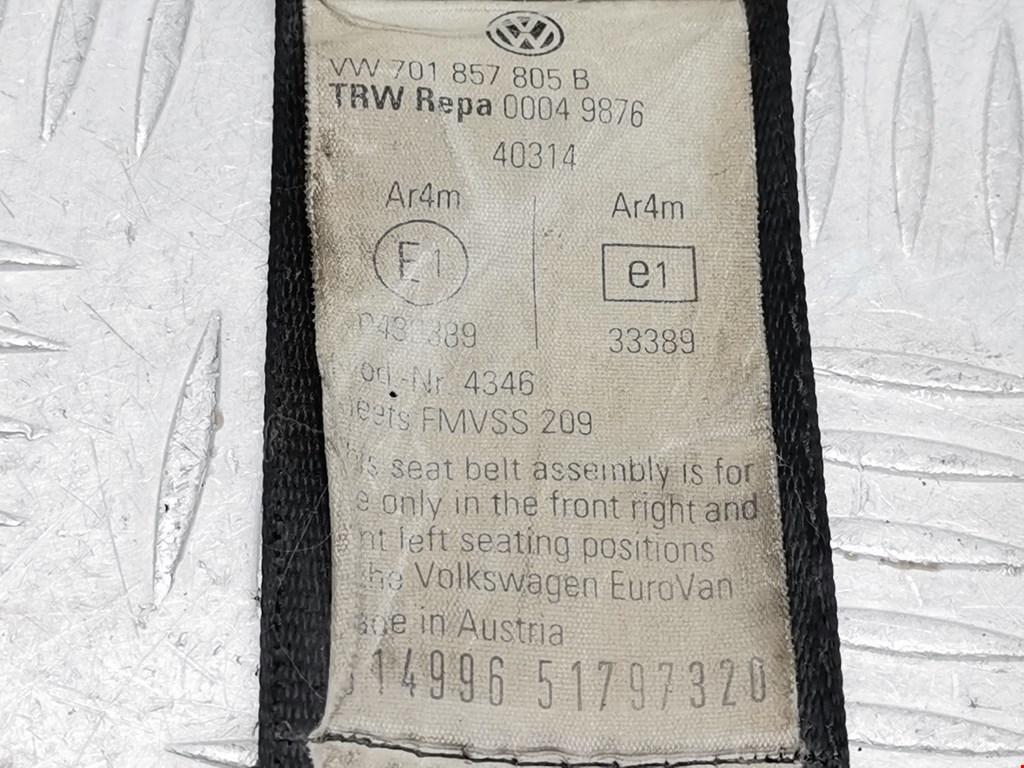 VW 701 857 805 B
TRW Repa 0004 9876
40314
Ar4m Ar4m
E1 e1
33389
4346
FMVSS 209
seat belt assembly is for
only in the front right and
left seating positions
Volkswagen EuroVan
in Austria
14996 51797320